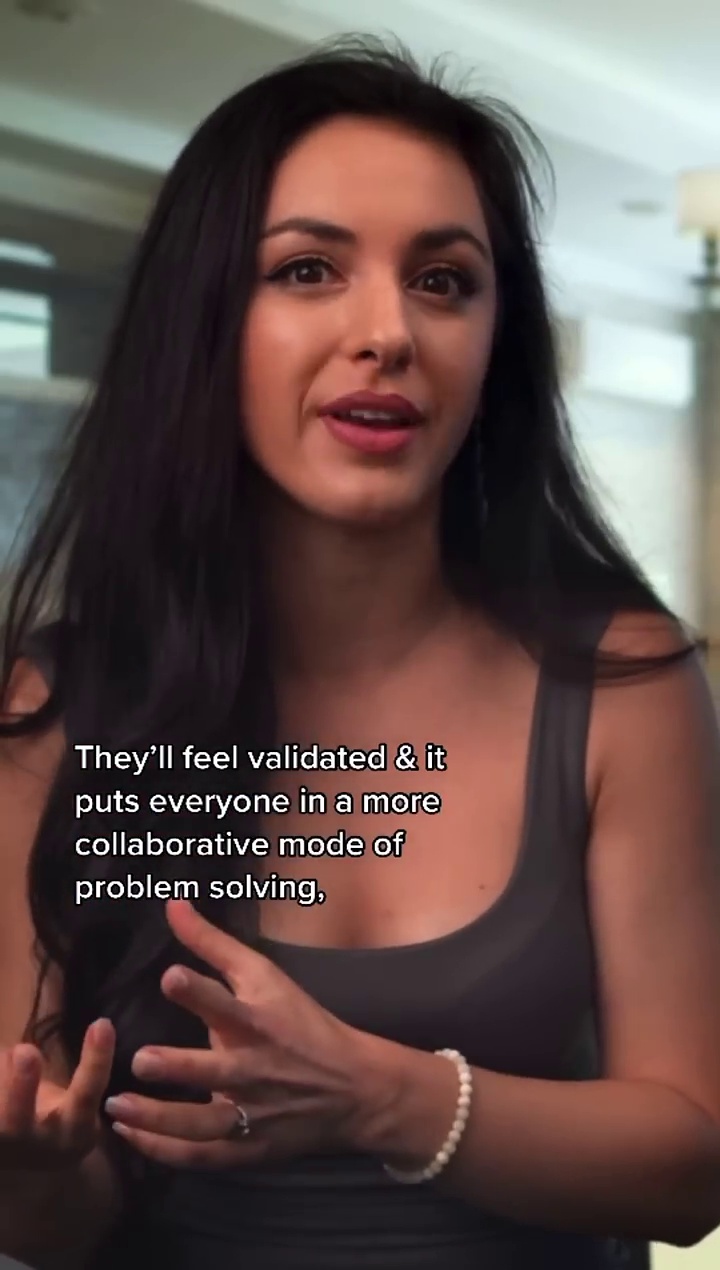 They’ll feel validated & it
puts everyone in a more
collaborative mode of
problem solving,